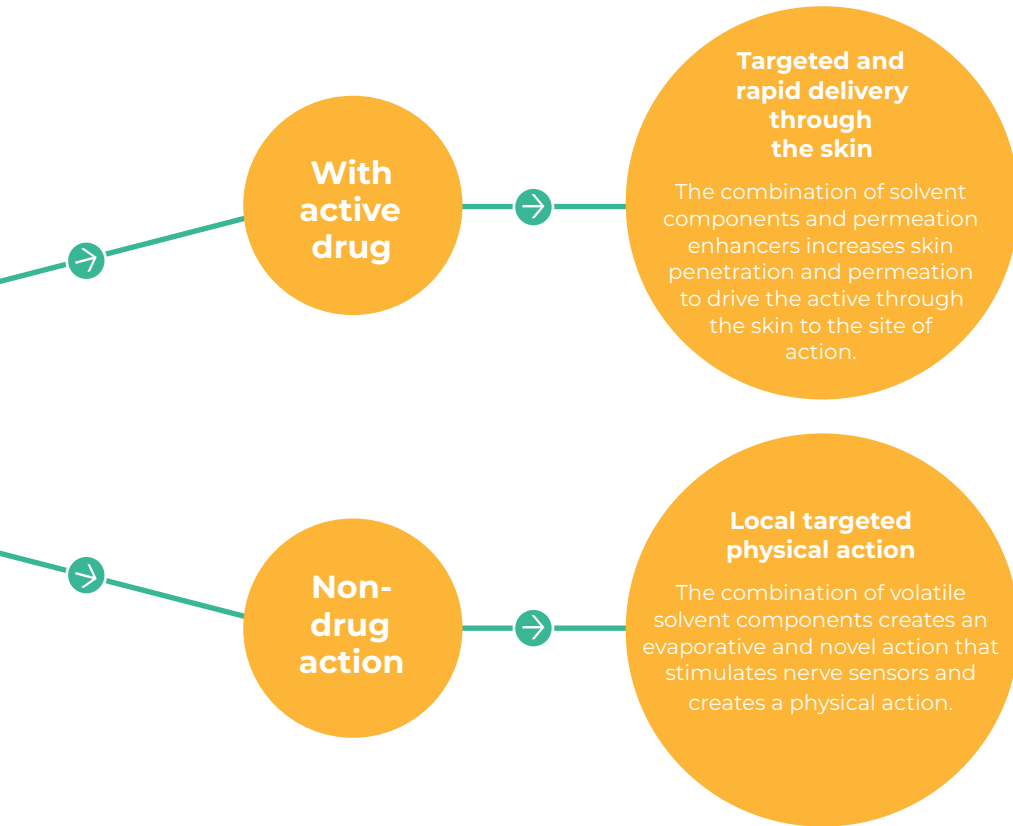 With
active
drug
Targeted and
rapid delivery
through
the skin
The combination of solvent
components and permeation
enhancers increases skin
penetration and permeation
to drive the active through
the skin to the site of
action.
Non-
drug
action
Local targeted
physical action
The combination of volatile
solvent components creates an
evaporative and novel action that
stimulates nerve sensors and
creates a physical action.